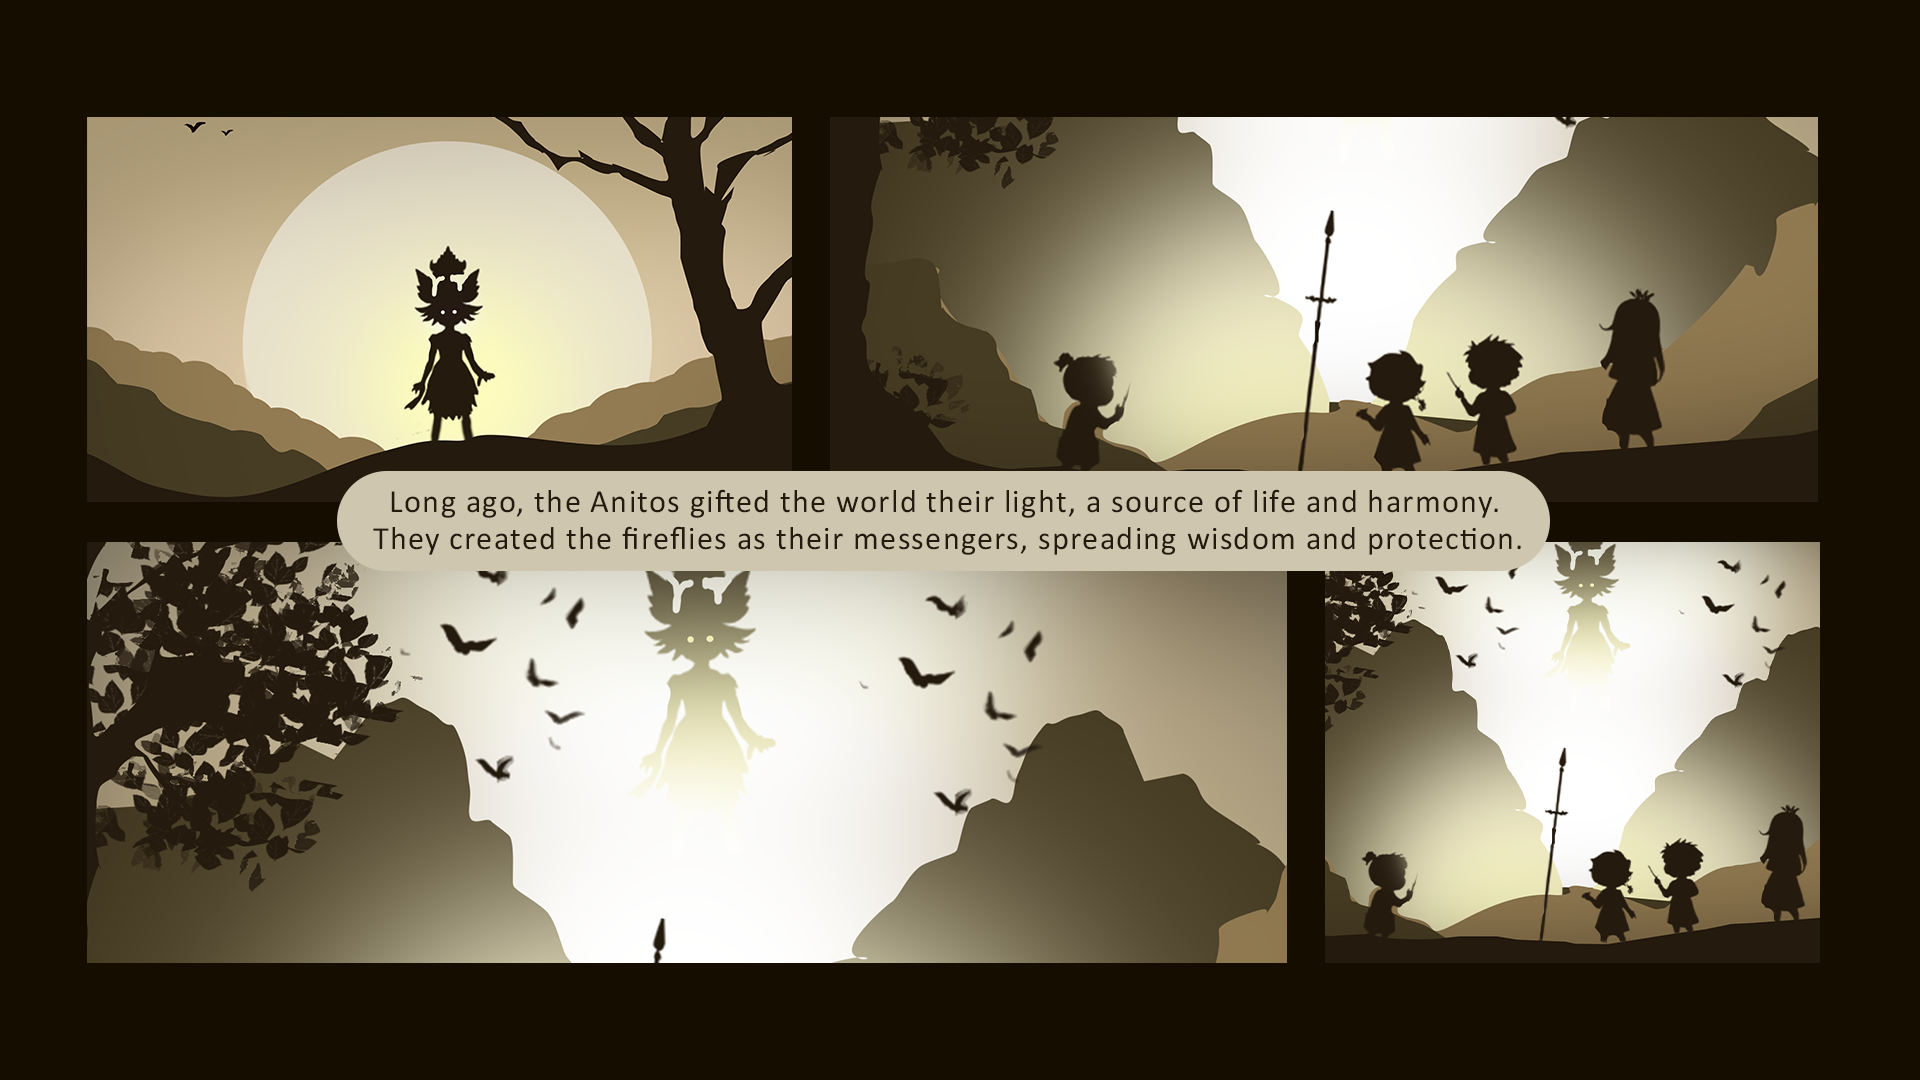 Long ago, the Anitos gifted the world their light, a source of life and harmony.
They created the fireflies as their messengers, spreading wisdom and protection.